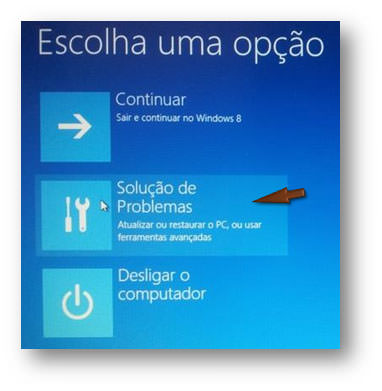 Escolha uma opção
Continuar
Sair e continuar no Windows 8
Solução de
Problemas
Atualizar ou restaurar o PC, ou usar
ferramentas avançadas
Desligar o
computador